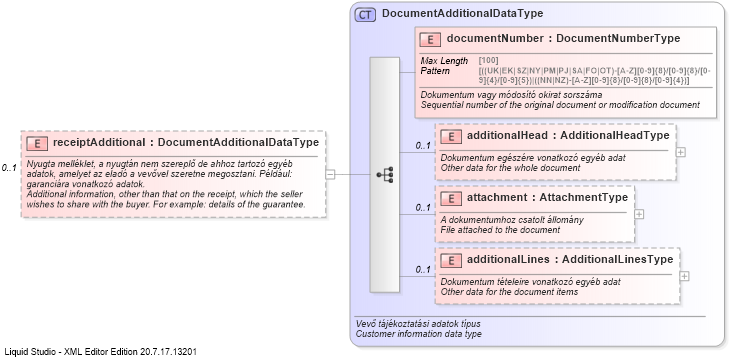 CT DocumentAdditionalDataType
E documentNumber : DocumentNumberType
Max Length [100]
Pattern [((UK|EK|SZ|NY|PM|PJ|SA|FO|OT)-[A-Z][0-9]{8}/[0-9]{8}/[0-
9]{4}/[0-9]{5})|((NN|NZ)-[A-Z][0-9]{8}/[0-9]{8}/[0-9]{4})]
Dokumentum vagy módosító okirat sorszáma
Sequential number of the original document or modification document
0..1
E receiptAdditional : DocumentAdditionalDataType
Nyugta melléklet, a nyugtán nem szereplő de ahhoz tartozó egyéb
adatok, amelyet az eladó a vevővel szeretne megosztani. Például:
garanciára vonatkozó adatok.
Additional information, other than that on the receipt, which the seller
wishes to share with the buyer. For example: details of the guarantee.
0..1
E additionalHead : AdditionalHeadType
Dokumentum egészére vonatkozó egyéb adat
Other data for the whole document
0..1
E attachment : AttachmentType
A dokumentumhoz csatolt állomány
File attached to the document
0..1
E additionalLines : AdditionalLinesType
Dokumentum tételeire vonatkozó egyéb adat
Other data for the document items
Vevő tájékoztatási adatok típus
Customer information data type
Liquid Studio - XML Editor Edition 20.7.17.13201